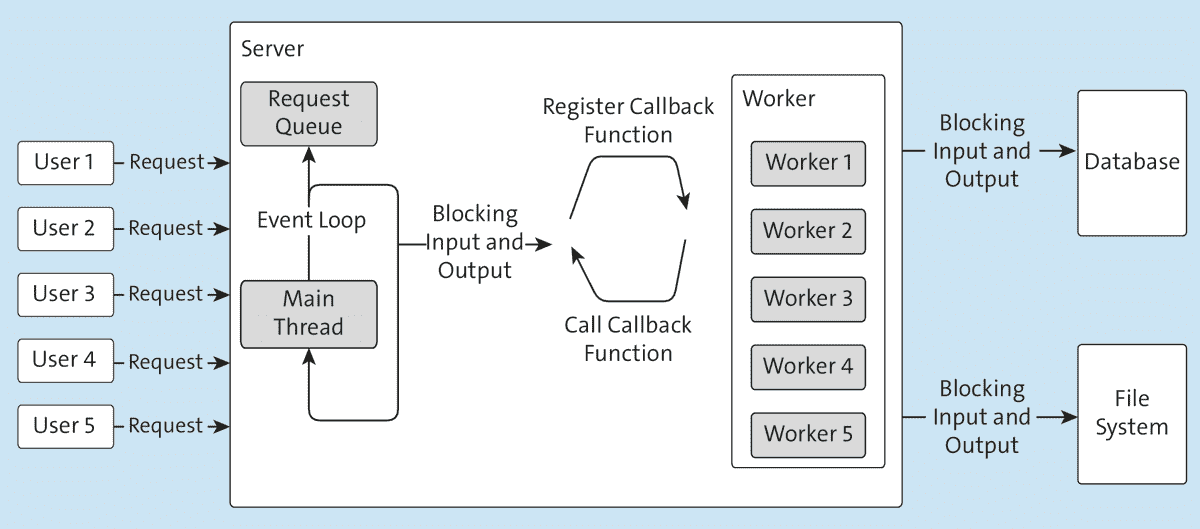 Server
Request
Queue
Event Loop
Main
Thread
User 1
Request
User 2
Request
User 3
Request
User 4
Request
User 5
Request
Blocking
Input and
Output
Register Callback
Function
Call Callback
Function
Worker
Worker 1
Worker 2
Worker 3
Worker 4
Worker 5
Blocking
Input and
Output
Database
Blocking
Input and
Output
File
System